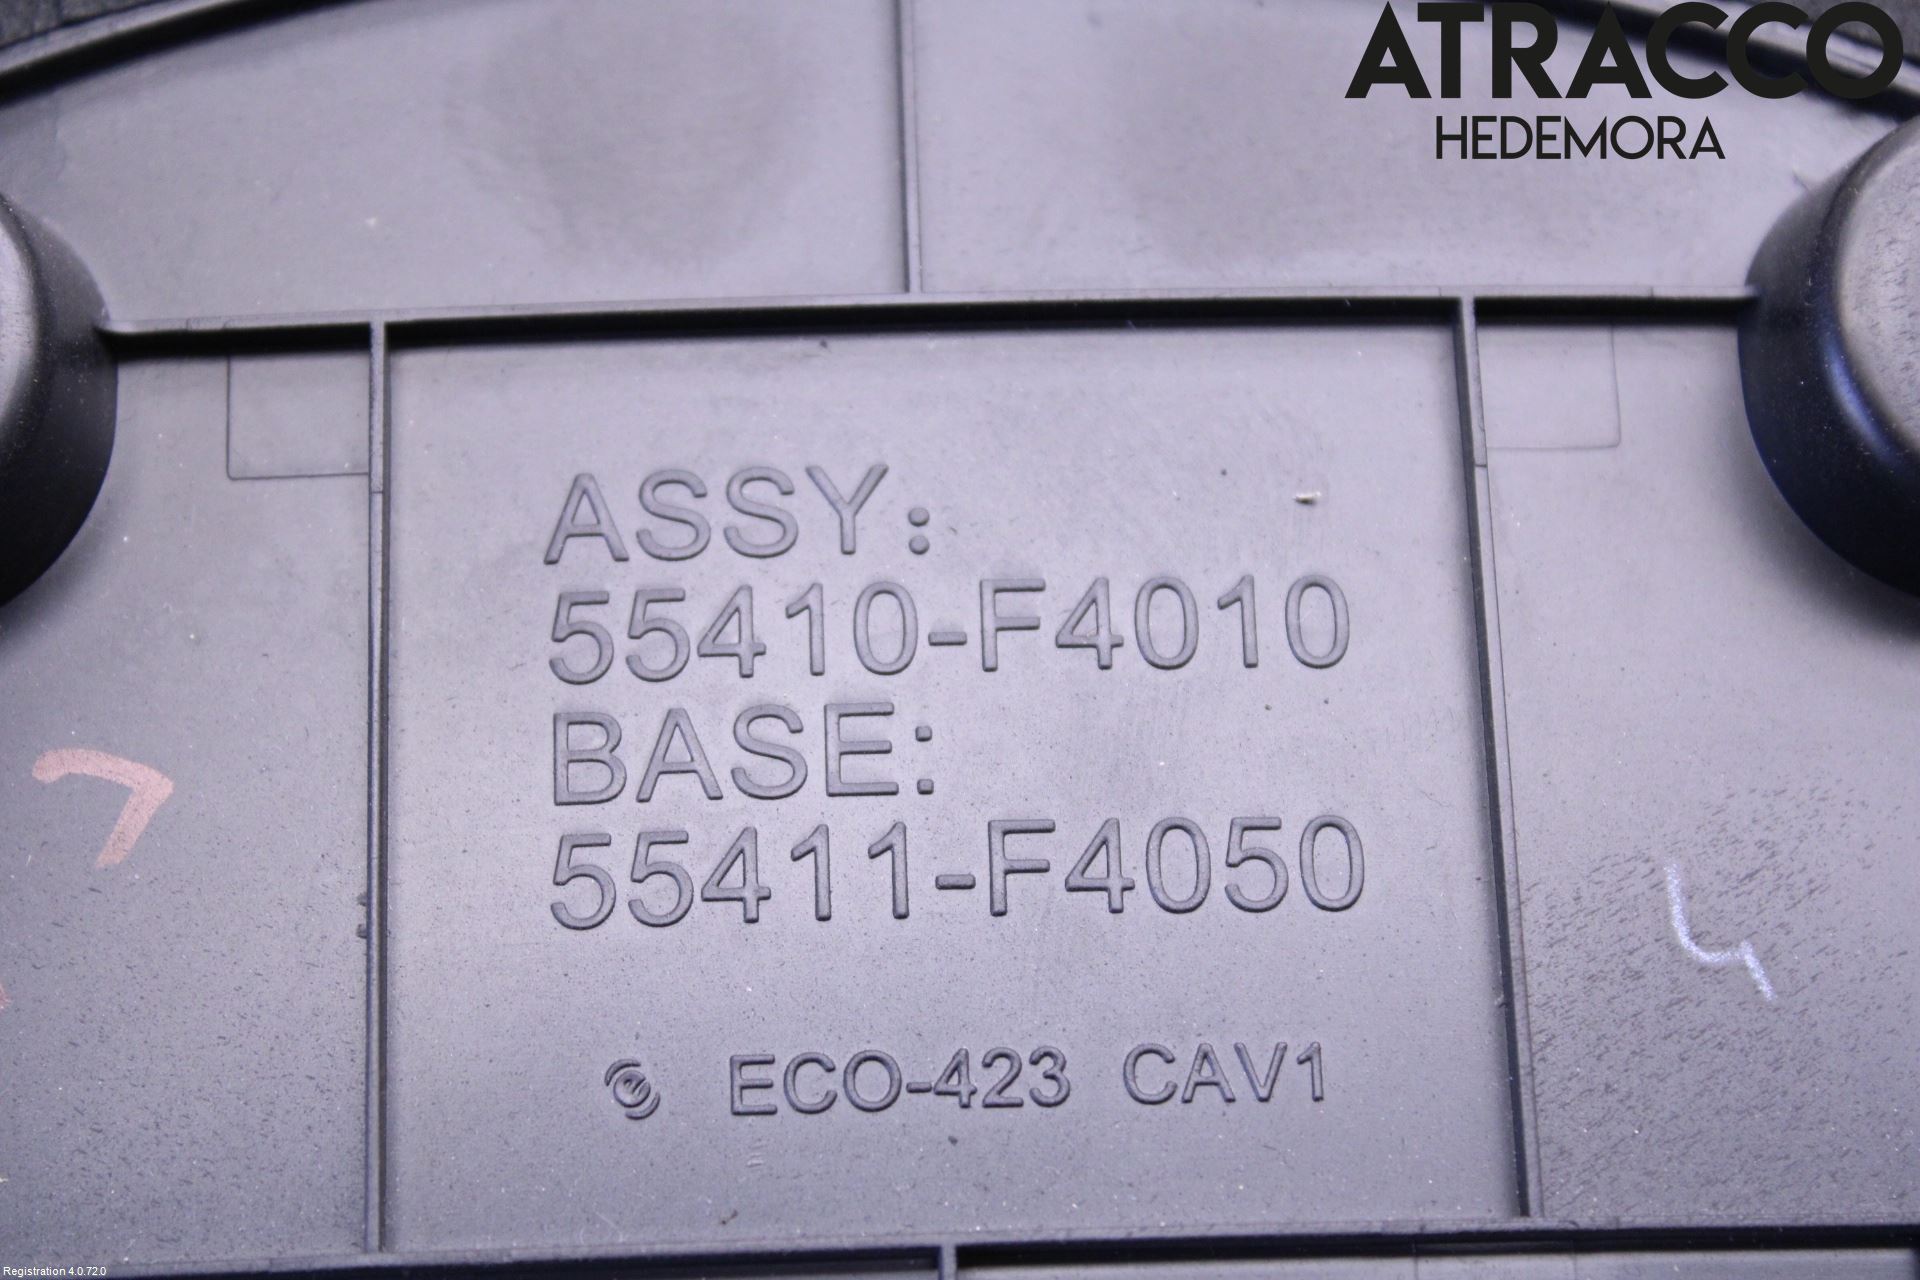 ATRACCO
HEDEMORA
ASSY:
55410-F4010
BASE:
55411-F4050
ECO-423 CAV1
Registration 4.0.72.0